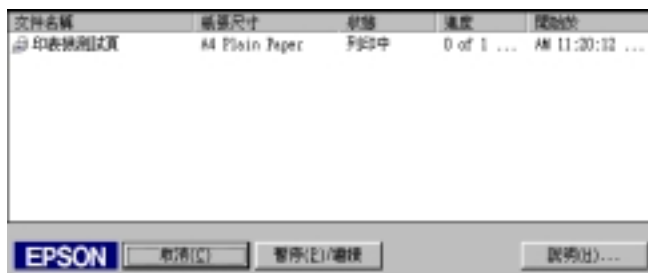 文件名稱 紙張尺寸 狀態 進度 開始於
印表機測試頁 A4 Plain Paper 列印中 0 of 1 ... AM 11:20:12 ...
EPSON 取消(C) 暫停(P)/繼續 說明(H)...